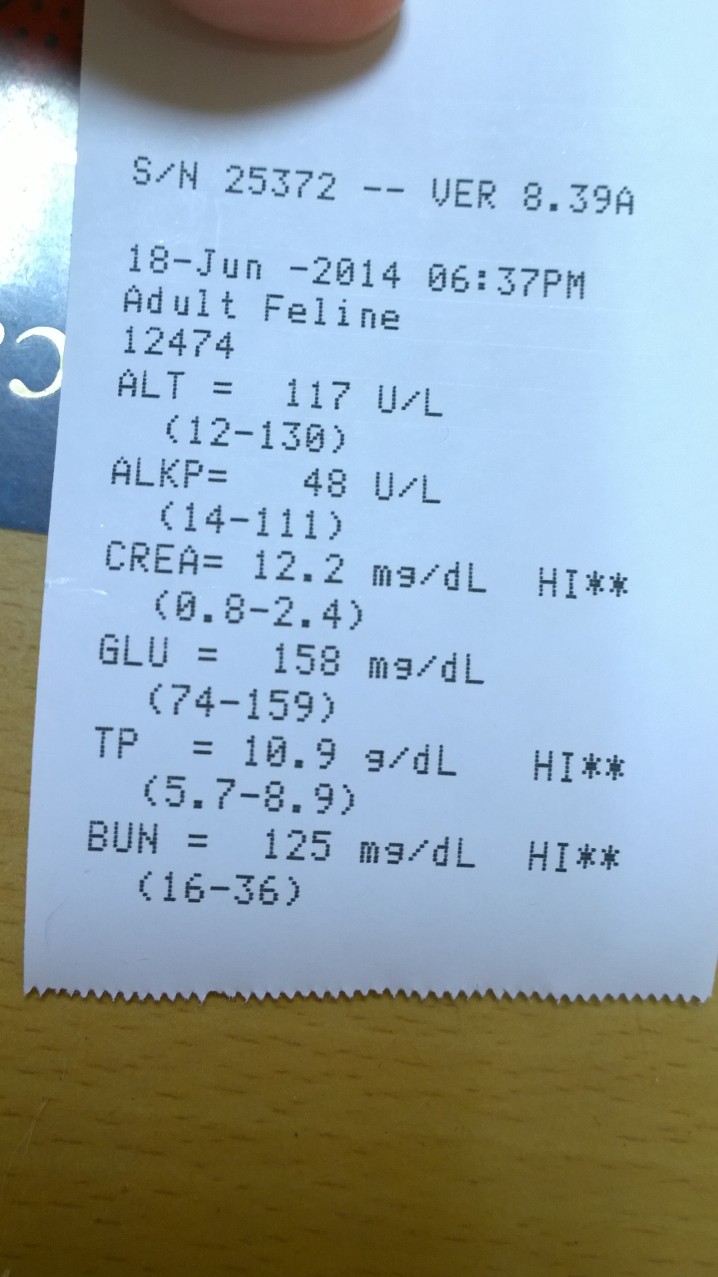 S/N 25372 -- VER 8.39A
18-Jun -2014 06:37PM
Adult Feline
12474
ALT = 117 U/L
(12-130)
ALKP= 48 U/L
(14-111)
CREA= 12.2 mg/dL HI**
(0.8-2.4)
GLU = 158 mg/dL
(74-159)
TP = 10.9 g/dL HI**
(5.7-8.9)
BUN = 125 mg/dL HI**
(16-36)